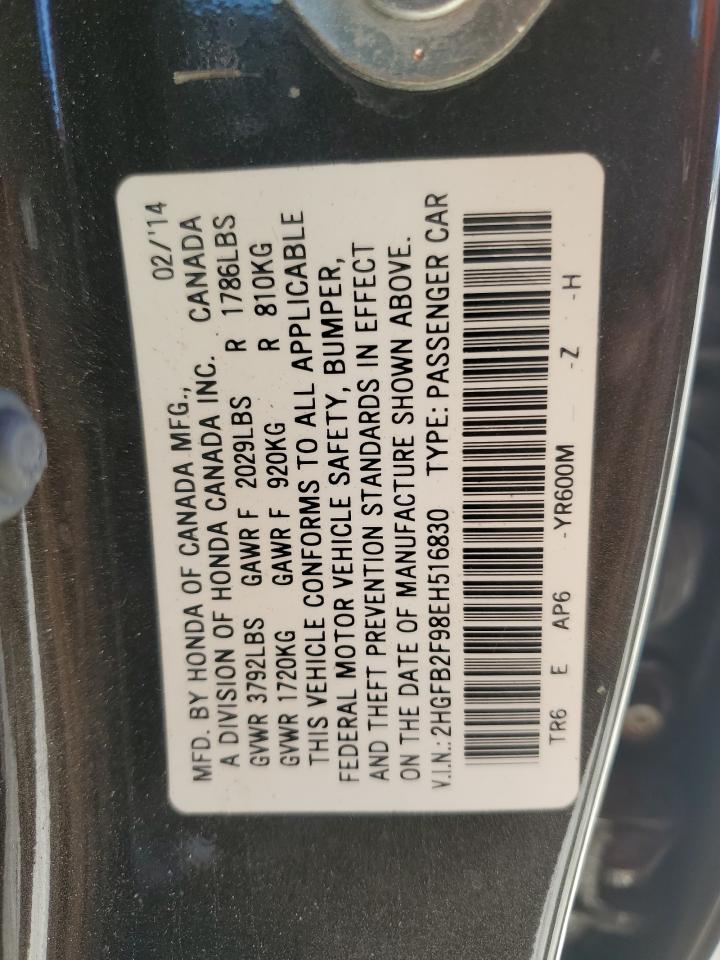 MFD. BY HONDA OF CANADA MFG., 02/'14
A DIVISION OF HONDA CANADA INC. CANADA
GVWR 3792LBS GAWR F 2029LBS R 1786LBS
GVWR 1720KG GAWR F 920KG R 810KG
THIS VEHICLE CONFORMS TO ALL APPLICABLE
FEDERAL MOTOR VEHICLE SAFETY, BUMPER,
AND THEFT PREVENTION STANDARDS IN EFFECT
ON THE DATE OF MANUFACTURE SHOWN ABOVE.
V.I.N.: 2HGFB2F98EH516830 TYPE: PASSENGER CAR
TR6 E AP6 -YR600M -Z -H